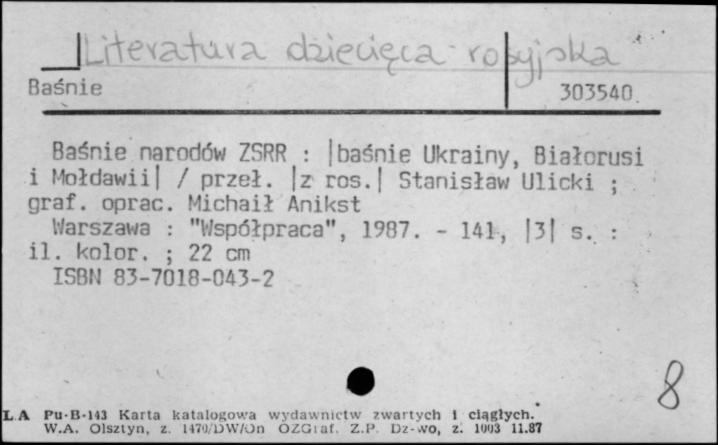 Literatura dziecięca rosyjska
Baśnie
303540
Baśnie narodów ZSRR : |baśnie Ukrainy, Białorusi
i Mołdawii| / przeł. |z ros.| Stanisław Ulicki ;
graf. oprac. Michaił Anikst
Warszawa : "Współpraca", 1987. - 141, |3| s. :
il. kolor. ; 22 cm
ISBN 83-7018-043-2
8
LA Pu-B-143 Karta katalogowa wydawnictw zwartych i ciągłych.
W.A. Olsztyn, z. 1470/DW/On OZGraf. Z.P. Dz-wo, z. 1003 11.87